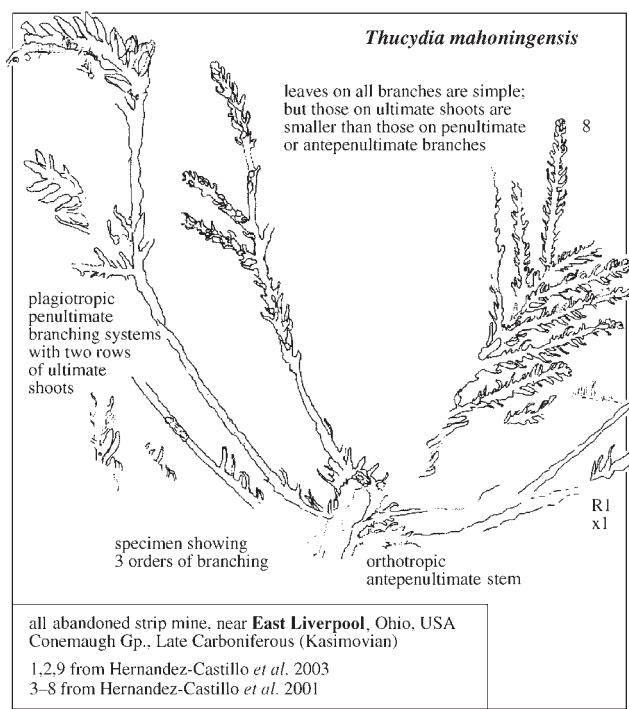 Thucydia mahoningensis
leaves on all branches are simple;
but those on ultimate shoots are
smaller than those on penultimate
or antepenultimate branches
8
plagiotropic
penultimate
branching systems
with two rows
of ultimate
shoots
R1
x1
specimen showing
3 orders of branching
orthotropic
antepenultimate stem
all abandoned strip mine, near East Liverpool, Ohio, USA
Conemaugh Gp., Late Carboniferous (Kasimovian)
1,2,9 from Hernandez-Castillo et al. 2003
3–8 from Hernandez-Castillo et al. 2001